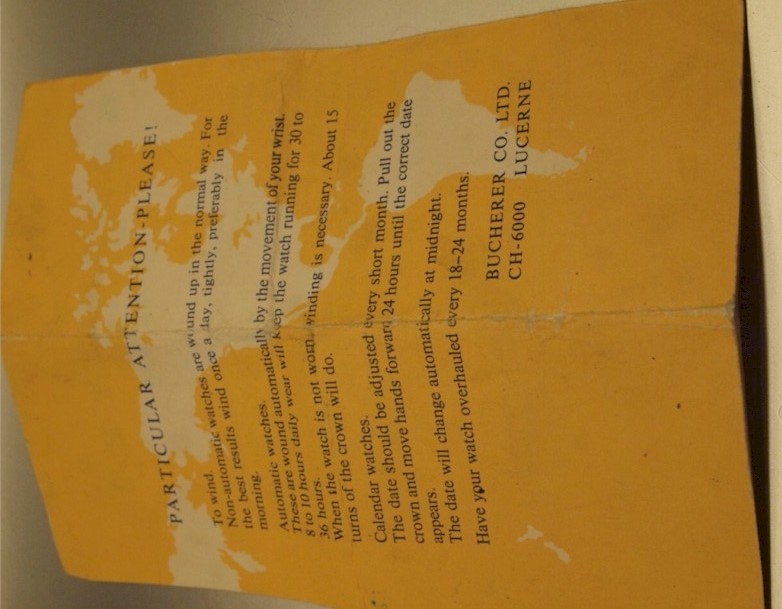 PARTICULAR ATTENTION-PLEASE!
To wind.
Non-automatic watches are wound up in the normal way. For
the best results wind once a day, tightly, preferably in the
morning.
Automatic watches.
These are wound automatically by the movement of your wrist.
8 to 10 hours daily wear will keep the watch running for 30 to
36 hours.
When the watch is not worn, winding is necessary. About 15
turns of the crown will do.
Calendar watches.
The date should be adjusted every short month. Pull out the
crown and move hands forward 24 hours until the correct date
appears.
The date will change automatically at midnight.
Have your watch overhauled every 18–24 months.
BUCHERER CO. LTD.
CH-6000 LUCERNE